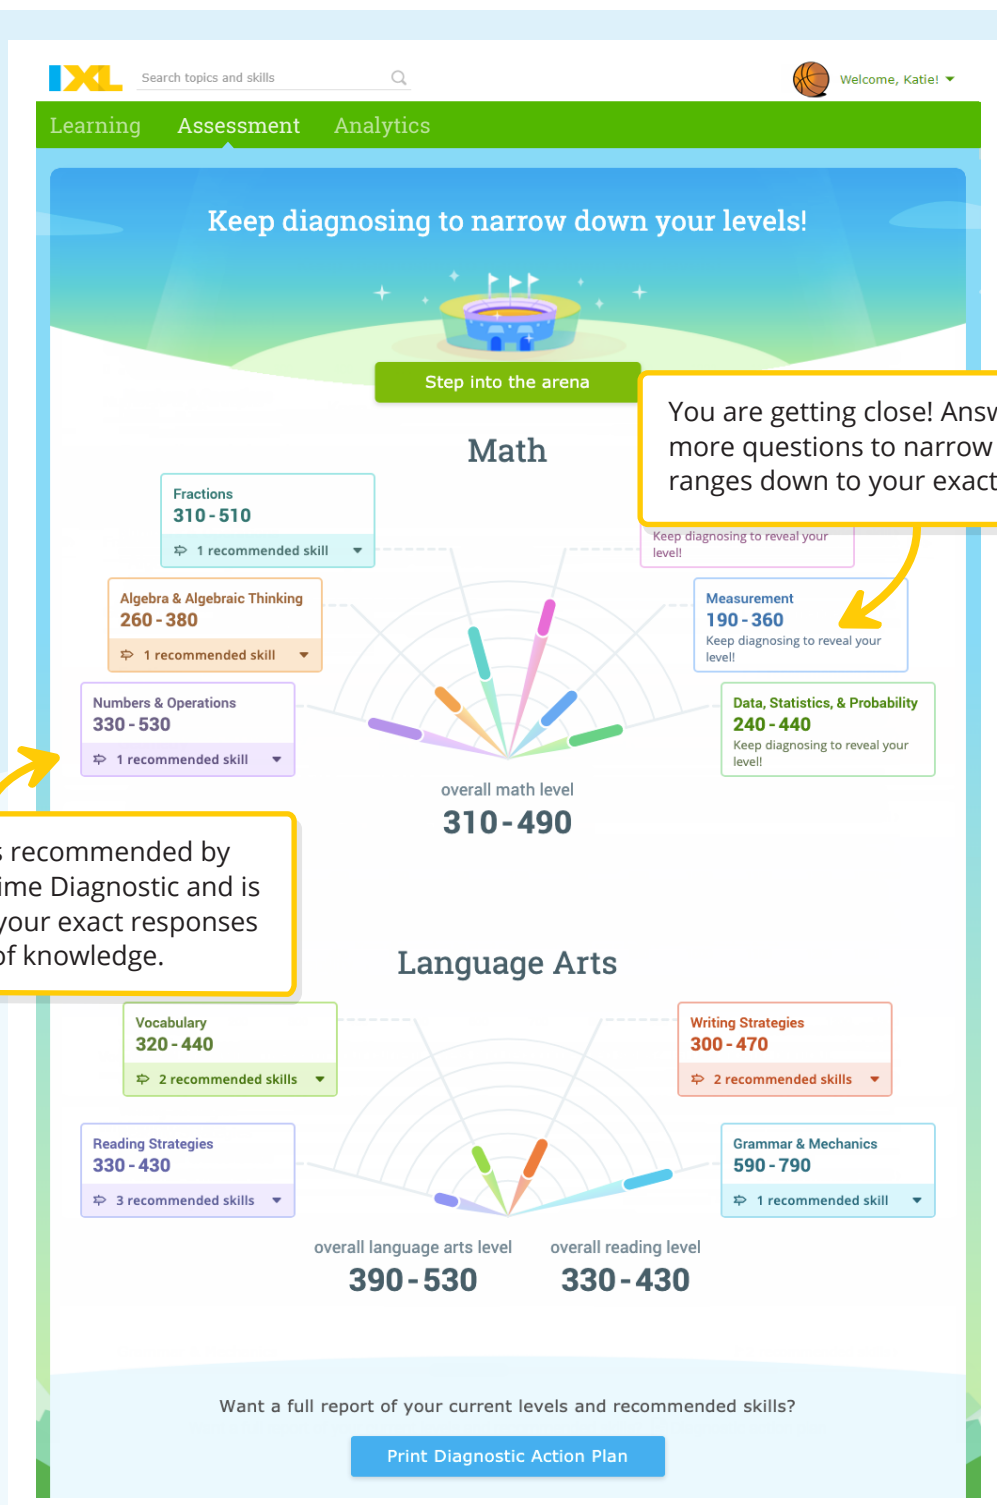 IXL
Search topics and skills
Welcome, Katie!
Learning Assessment Analytics
Keep diagnosing to narrow down your levels!
Step into the arena
You are getting close!
more questions to narrow
ranges down to your exact
Math
Fractions
310-510
1 recommended skill
Keep diagnosing to reveal your
level!
Algebra & Algebraic Thinking
260-380
1 recommended skill
Measurement
190-360
Keep diagnosing to reveal your
level!
Numbers & Operations
330-530
1 recommended skill
Data, Statistics, & Probability
240-440
Keep diagnosing to reveal your
level!
overall math level
310-490
recommended by
Diagnostic and is
your exact responses
of knowledge.
Language Arts
Vocabulary
320-440
2 recommended skills
Writing Strategies
300-470
2 recommended skills
Reading Strategies
330-430
3 recommended skills
Grammar & Mechanics
590-790
1 recommended skill
overall language arts level
390-530
overall reading level
330-430
Want a full report of your current levels and recommended skills?
Print Diagnostic Action Plan